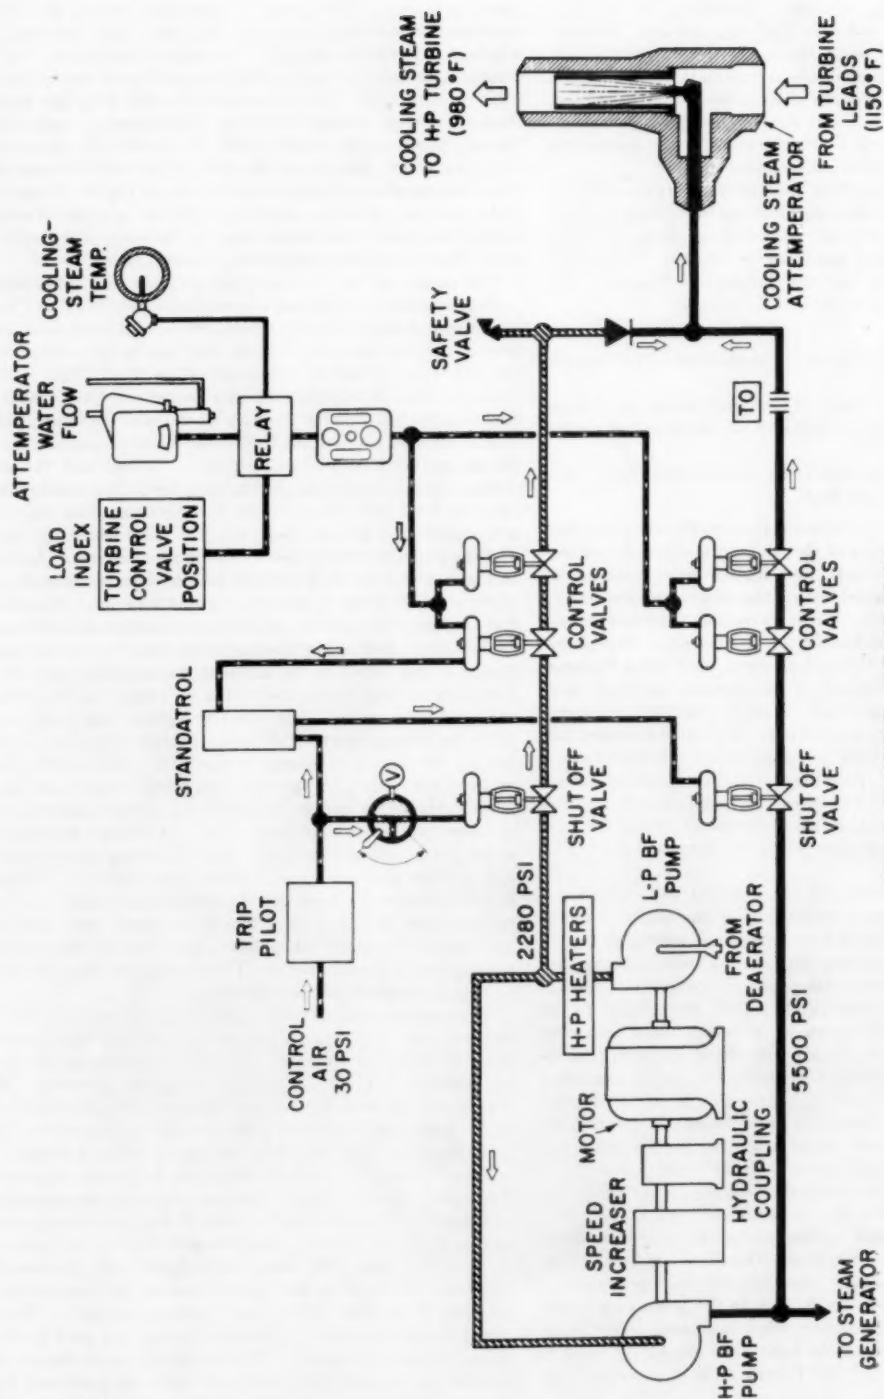 COOLING STEAM
TO H-P TURBINE
(980°F)
FROM TURBINE
LEADS
(1150°F)
COOLING STEAM
ATTEMPERATOR
COOLING-
STEAM
TEMP.
ATTEMPERATOR
WATER
FLOW
LOAD
INDEX
TURBINE
CONTROL
VALVE
POSITION
RELAY
SAFETY
VALVE
TO
STANDATROL
CONTROL
VALVES
CONTROL
VALVES
V
TRIP
PILOT
CONTROL
AIR
30 PSI
SHUT OFF
VALVE
SHUT OFF
VALVE
2280 PSI
H-P HEATERS
L-P BF
PUMP
FROM
DEAERATOR
MOTOR
HYDRAULIC
COUPLING
SPEED
INCREASER
5500 PSI
H-P BF
PUMP
TO STEAM
GENERATOR